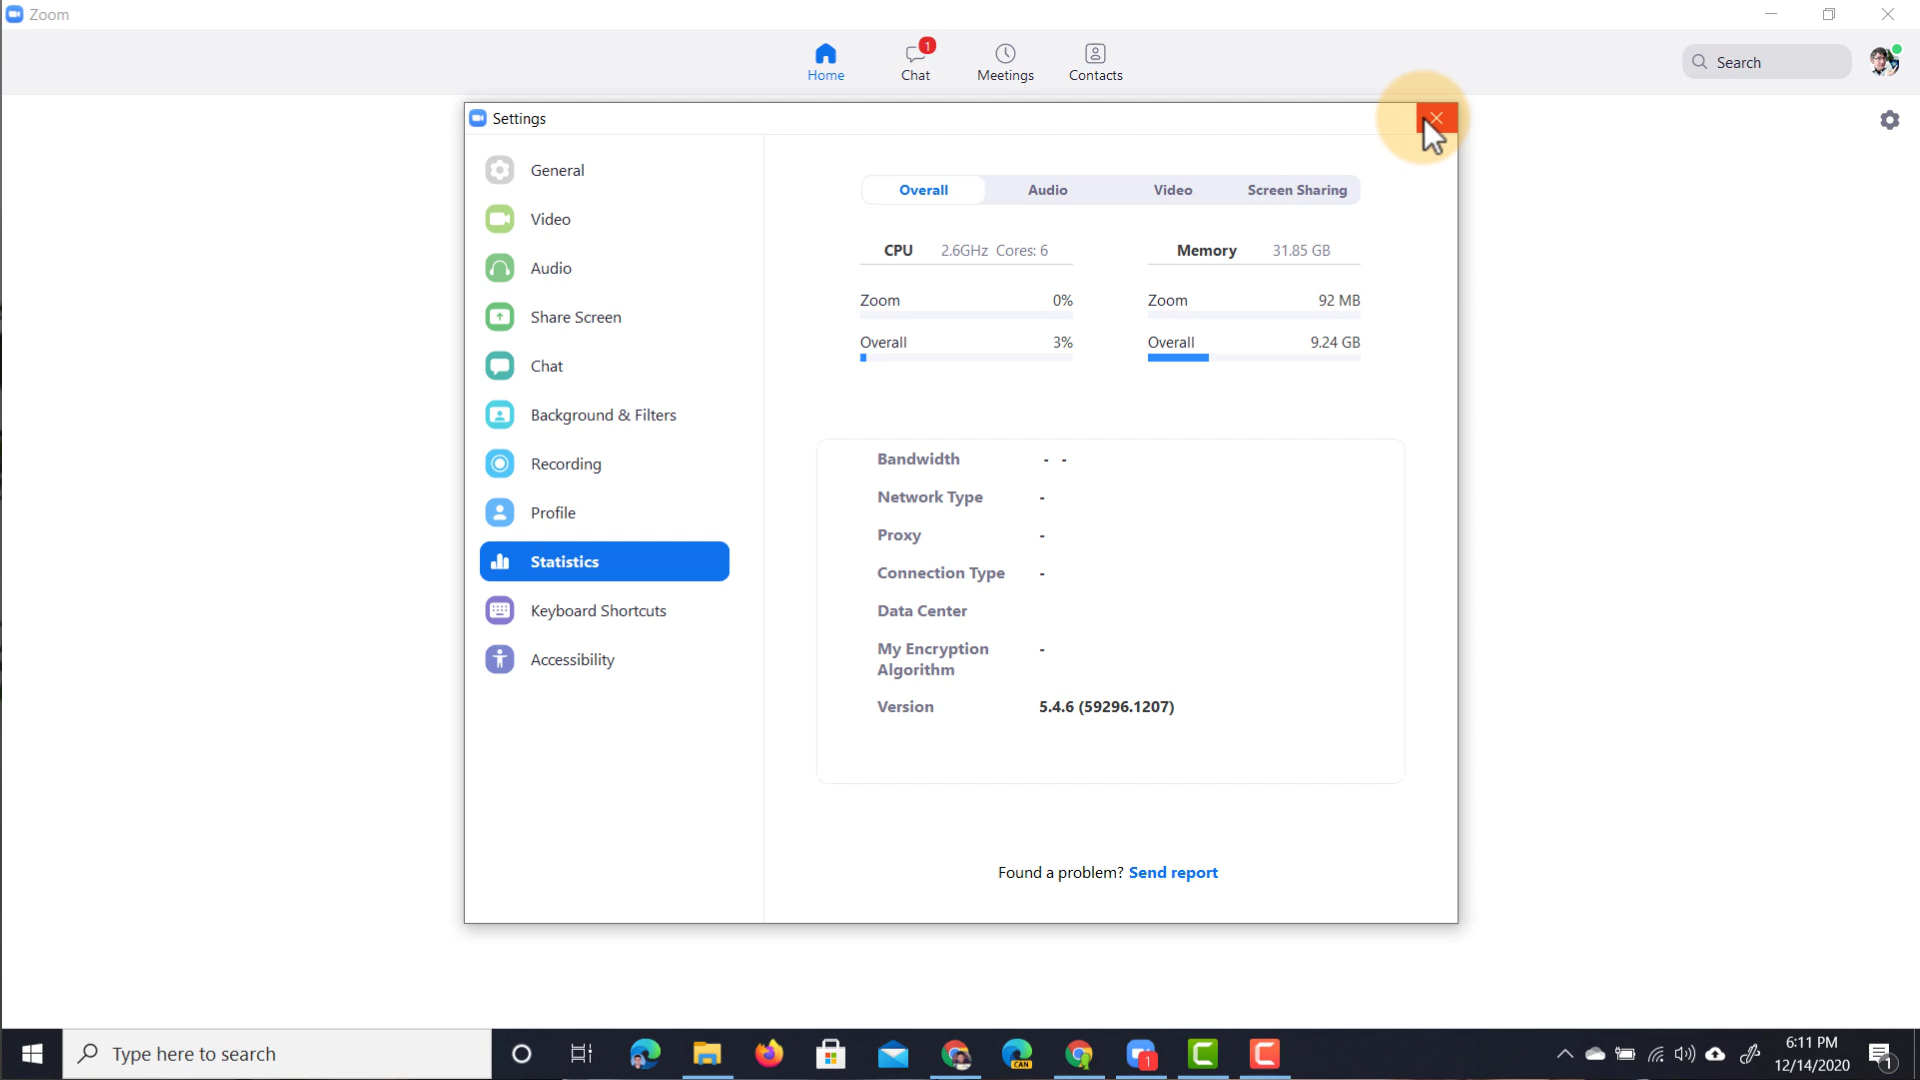 Zoom
Home
Chat
1
Meetings
Contacts
Search
Settings
General
Video
Audio
Share Screen
Chat
Background & Filters
Recording
Profile
Statistics
Keyboard Shortcuts
Accessibility
Overall Audio Video Screen Sharing
CPU 2.6GHz Cores: 6
Memory 31.85 GB
Zoom 0%
Zoom 92 MB
Overall 3%
Overall 9.24 GB
Bandwidth - -
Network Type -
Proxy -
Connection Type -
Data Center
My Encryption -
Algorithm
Version 5.4.6 (59296.1207)
Found a problem? Send report
Type here to search
CAN
1
6:11 PM
12/14/2020
1